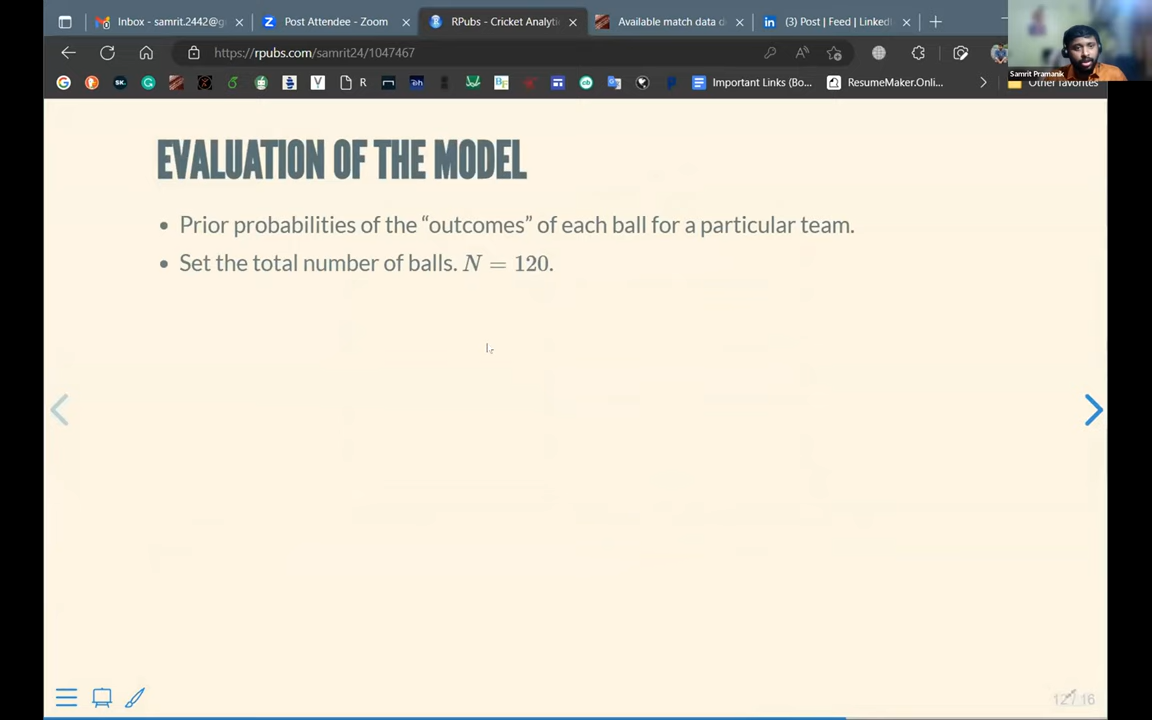 Inbox - samrit.2442@g
Post Attendee - Zoom
RPubs - Cricket Analyti
Available match data d
(3) Post | Feed | Linked
https://rpubs.com/samrit24/1047467
Samrit Pramanik
R
Important Links (Bo...
ResumeMaker.Onli...
Other favorites
EVALUATION OF THE MODEL
• Prior probabilities of the “outcomes” of each ball for a particular team.
• Set the total number of balls. N = 120.